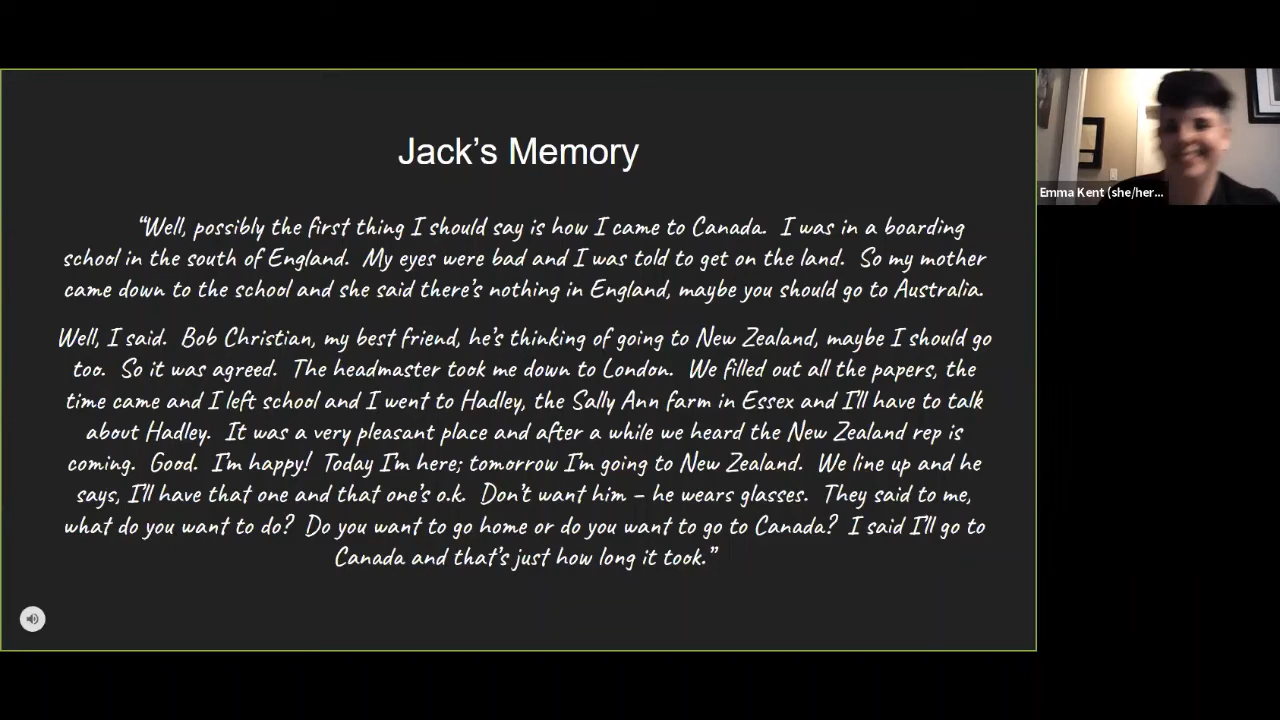 Jack's Memory
“Well, possibly the first thing I should say is how I came to Canada.  I was in a boarding
school in the south of England.  My eyes were bad and I was told to get on the land.  So my mother
came down to the school and she said there's nothing in England, maybe you should go to Australia.
Well, I said.  Bob Christian, my best friend, he's thinking of going to New Zealand, maybe I should go
too.  So it was agreed.  The headmaster took me down to London.  We filled out all the papers, the
time came and I left school and I went to Hadley, the Sally Ann farm in Essex and I'll have to talk
about Hadley.  It was a very pleasant place and after a while we heard the New Zealand rep is
coming.  Good.  I'm happy!  Today I'm here; tomorrow I'm going to New Zealand.  We line up and he
says, I'll have that one and that one's o.k.  Don't want him – he wears glasses.  They said to me,
what do you want to do?  Do you want to go home or do you want to go to Canada?  I said I'll go to
Canada and that's just how long it took.”
Emma Kent (she/her...